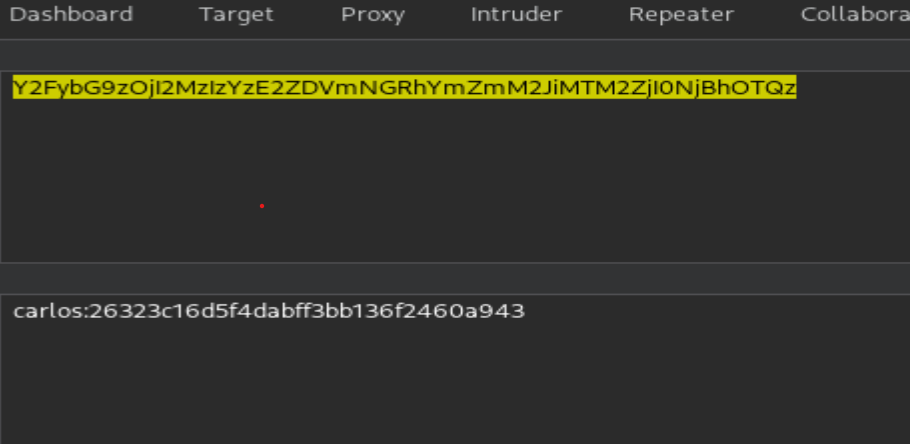 Dashboard Target Proxy Intruder Repeater Collabora
Y2FybG9zOjI2MzIzYzE2ZDVmNGRhYmZmM2JiMTM2ZjI0NjBhOTQz
carlos:26323c16d5f4dabff3bb136f2460a943